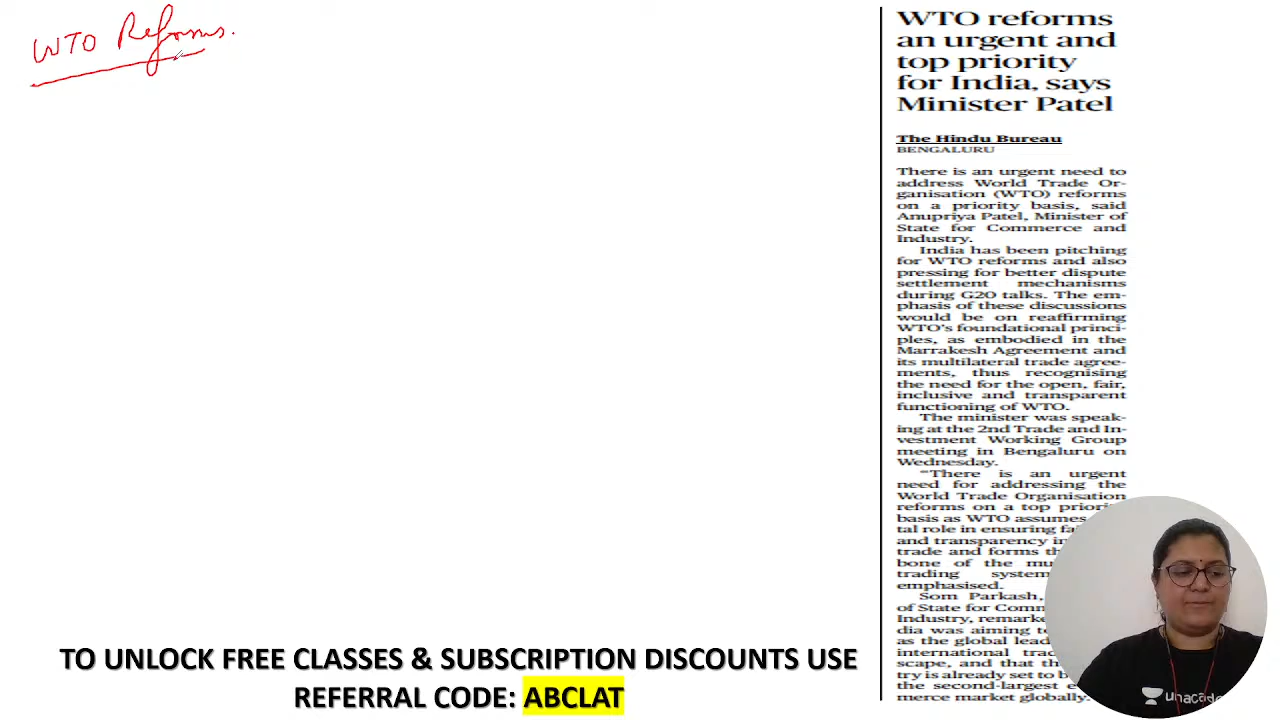 WTO Reforms.
WTO reforms
an urgent and
top priority
for India, says
Minister Patel
The Hindu Bureau
BENGALURU
There is an urgent need to
address World Trade Or-
ganisation (WTO) reforms
on a priority basis, said
Anupriya Patel, Minister of
State for Commerce and
Industry.
India has been pitching
for WTO reforms and also
pressing for better dispute
settlement mechanisms
during G20 talks. The em-
phasis of these discussions
would be on reaffirming
WTO's foundational princi-
ples, as embodied in the
Marrakesh Agreement and
its multilateral trade agree-
ments, thus recognising
the need for the open, fair,
inclusive and transparent
functioning of WTO.
The minister was speak-
ing at the 2nd Trade and In-
vestment Working Group
meeting in Bengaluru on
Wednesday.
"There is an urgent
need for addressing the
World Trade Organisation
reforms on a top priority
basis as WTO assumes
tal role in ensuring
and transparency
trade and forms
bone of the
trading system
emphasised.
Som Parkash,
of State for
Industry,
dia was aiming
as the global
international
scape, and that
try is already set to
the second-largest
merce market globally.
TO UNLOCK FREE CLASSES & SUBSCRIPTION DISCOUNTS USE
REFERRAL CODE: ABCLAT